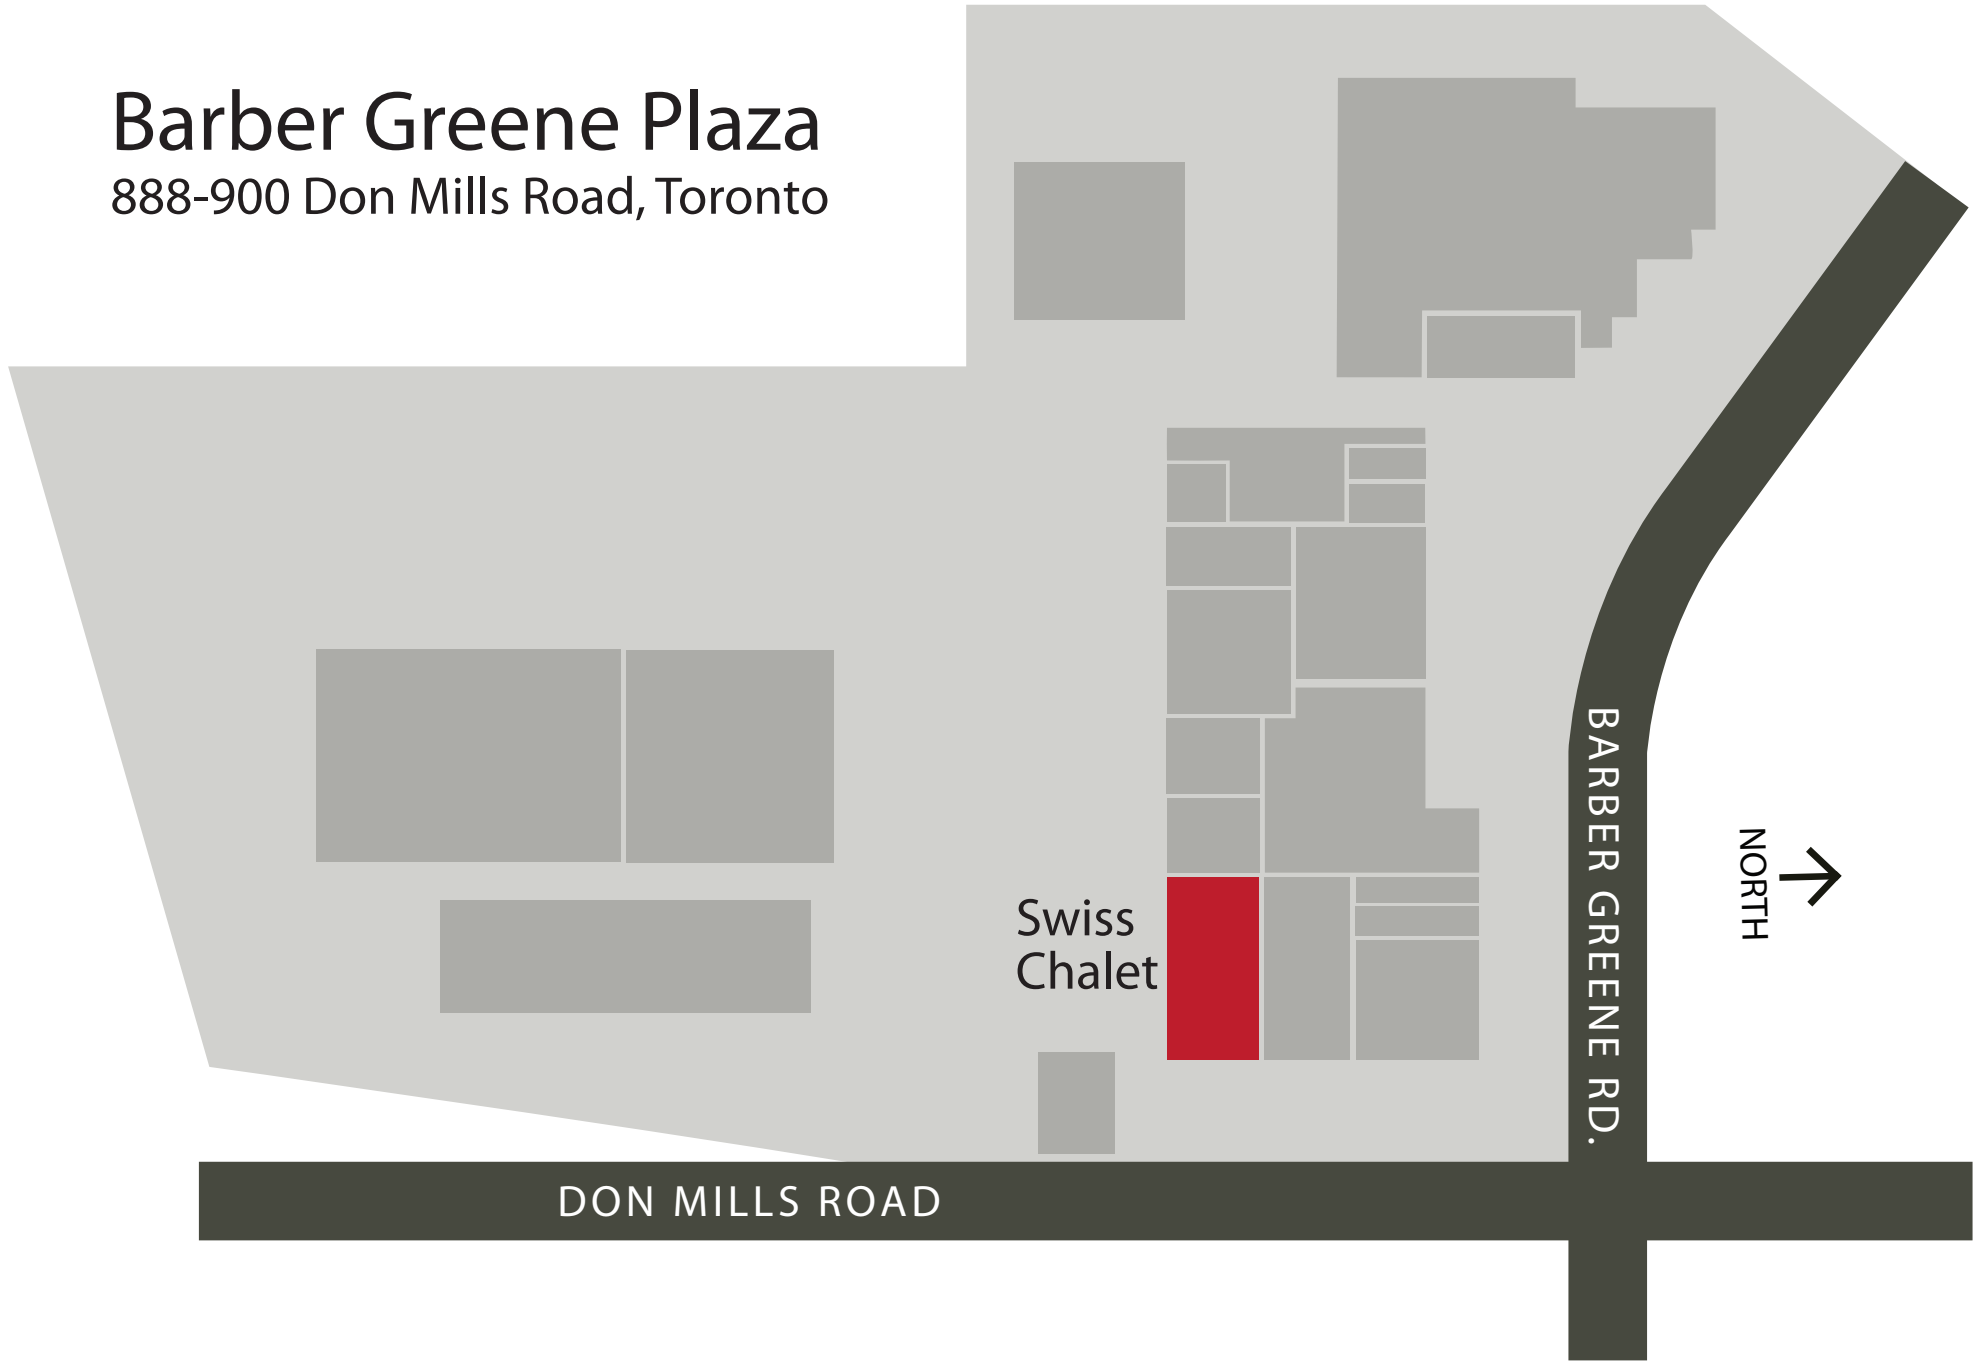 Barber Greene Plaza
888-900 Don Mills Road, Toronto
Swiss
Chalet
BARBER GREENE RD.
NORTH
DON MILLS ROAD